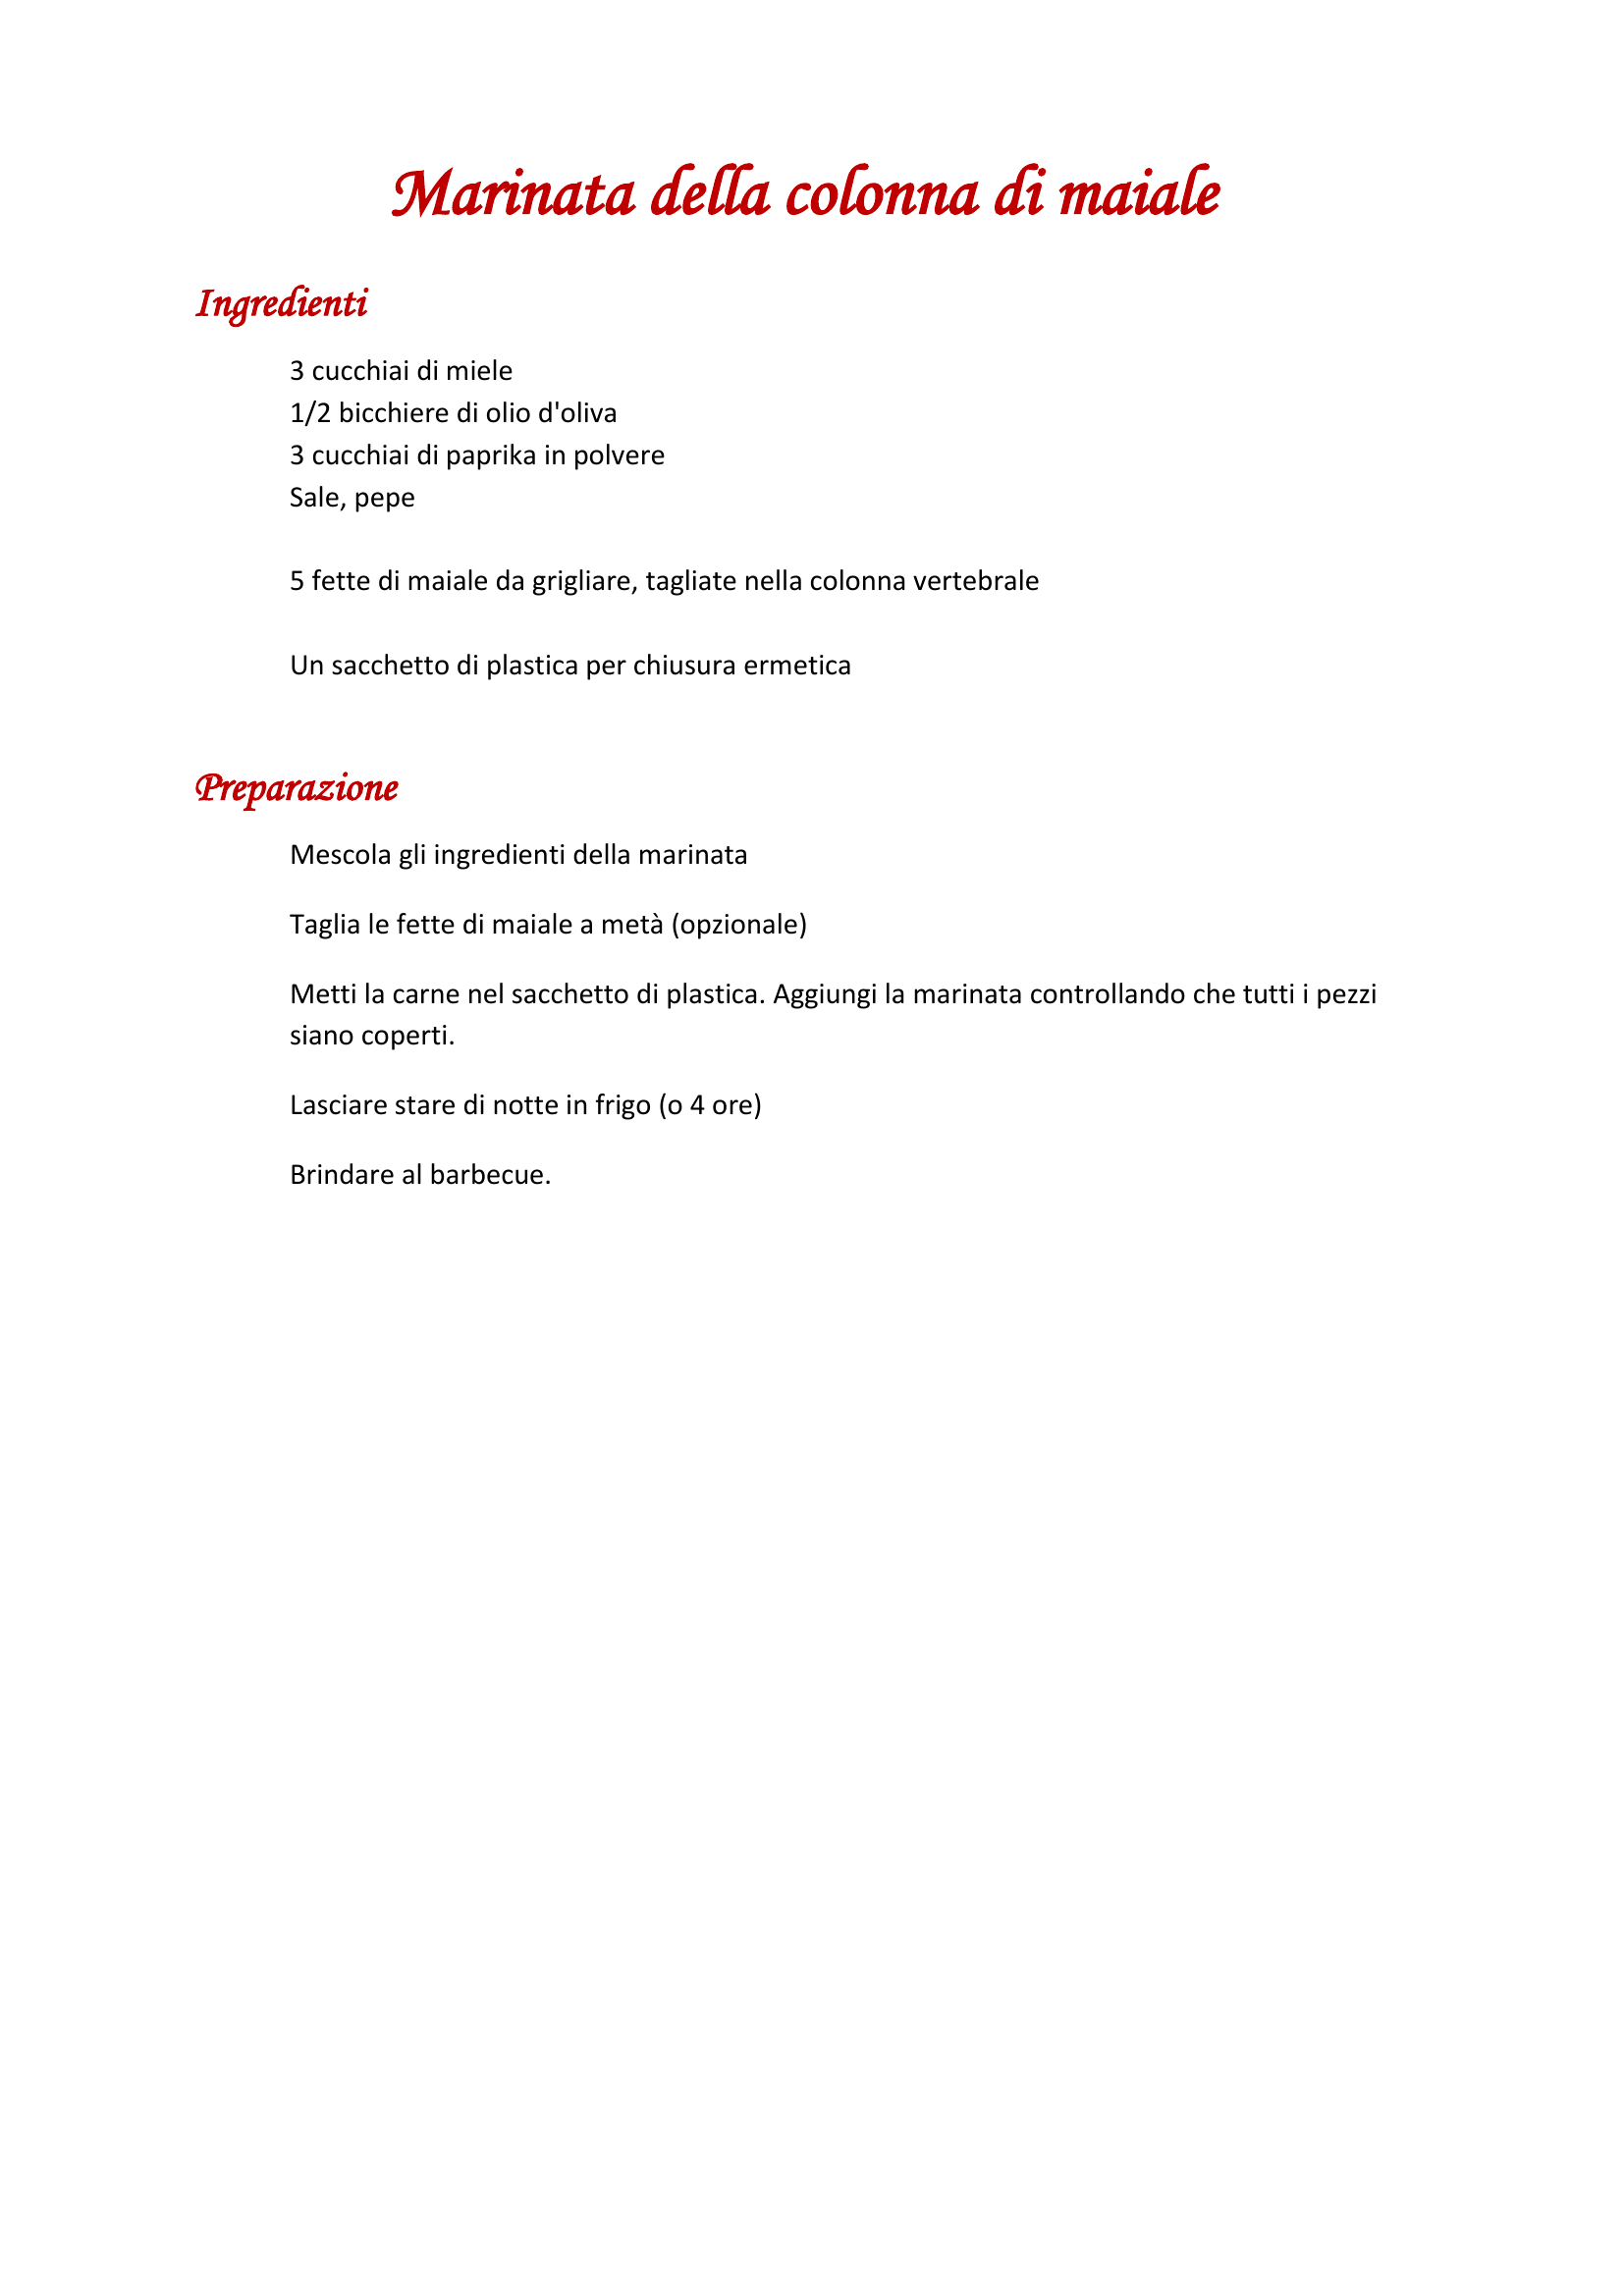 Marinata della colonna di maiale
Ingredienti
3 cucchiai di miele
1/2 bicchiere di olio d'oliva
3 cucchiai di paprika in polvere
Sale, pepe
5 fette di maiale da grigliare, tagliate nella colonna vertebrale
Un sacchetto di plastica per chiusura ermetica
Preparazione
Mescola gli ingredienti della marinata
Taglia le fette di maiale a metà (opzionale)
Metti la carne nel sacchetto di plastica. Aggiungi la marinata controllando che tutti i pezzi
siano coperti.
Lasciare stare di notte in frigo (o 4 ore)
Brindare al barbecue.